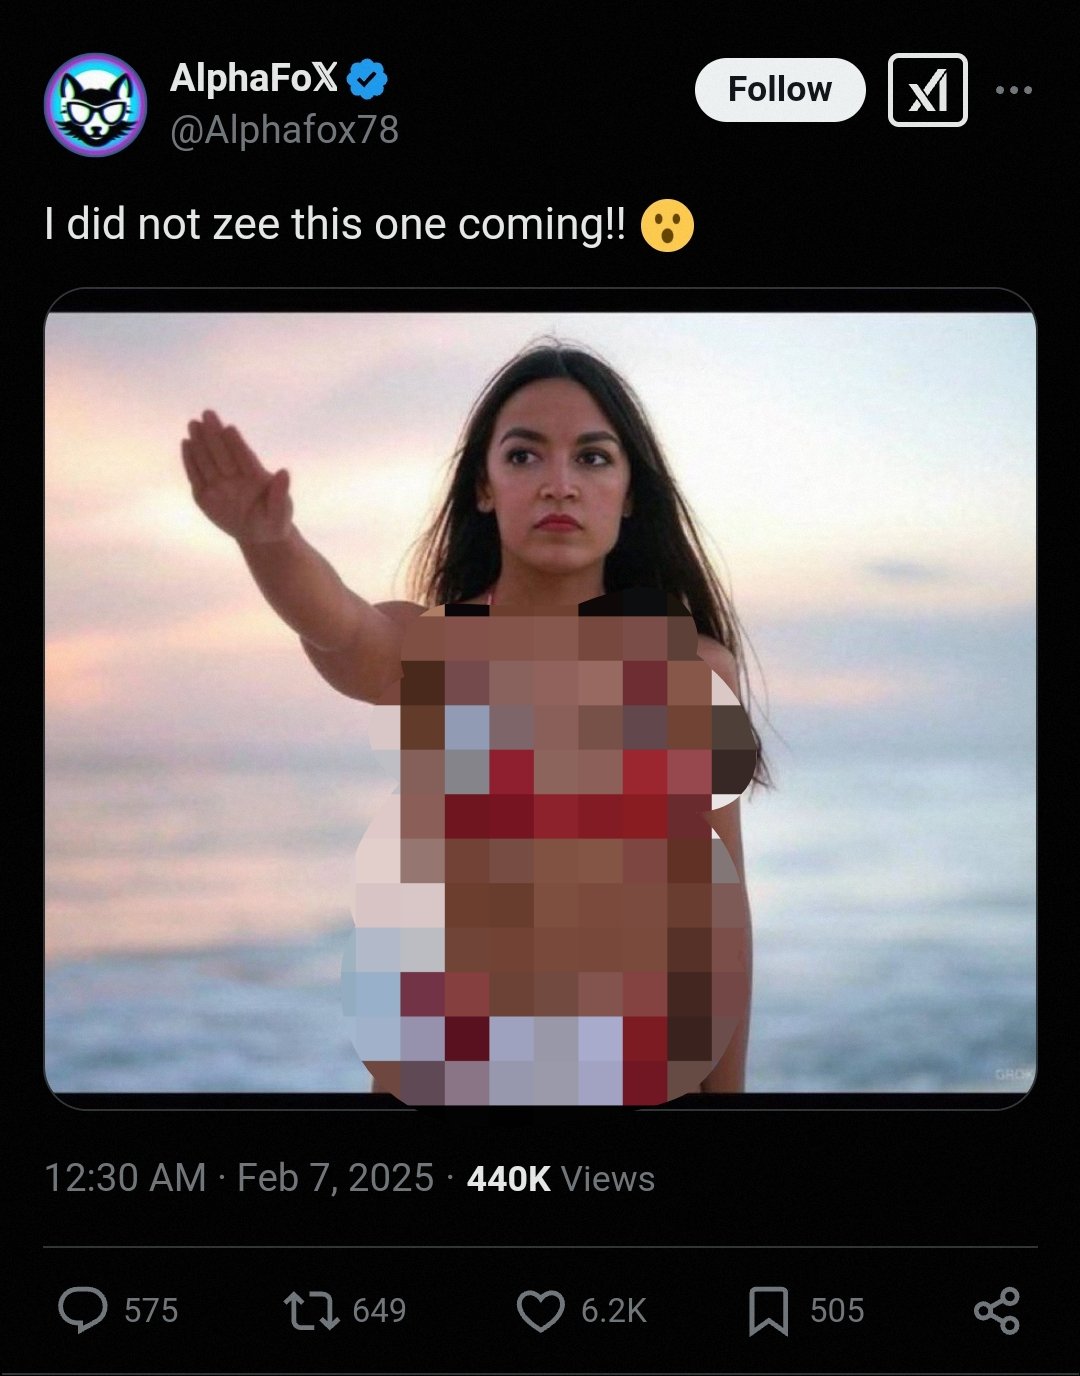 AlphaFoX
@Alphafox78
Follow
I did not zee this one coming!! 😮
GROK
12:30 AM · Feb 7, 2025 · 440K Views
575
649
6.2K
505